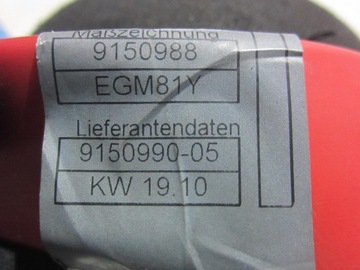 Maßzeichnung
9150988
EGM81Y
Lieferantendaten
9150990-05
KW 19.10